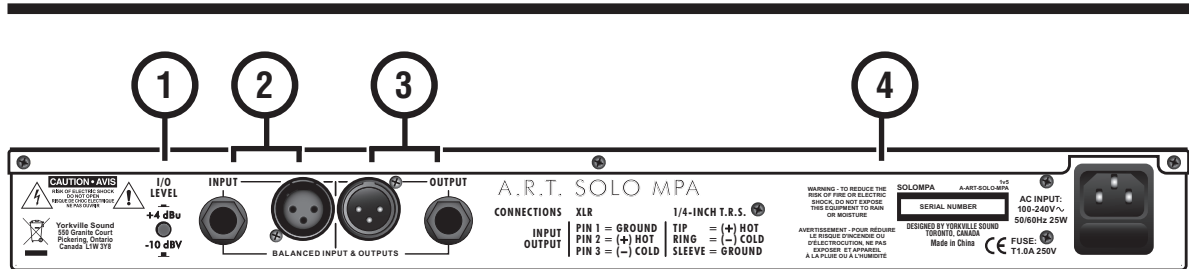 1
2
3
4
CAUTION • AVIS
RISK OF ELECTRIC SHOCK
DO NOT OPEN
RISQUE DE CHOC ELECTRIQUE
NE PAS OUVRIR
Yorkville Sound
550 Granite Court
Pickering, Ontario
Canada L1W 3Y8
I/O
LEVEL
+4 dBu
-10 dBV
INPUT
OUTPUT
BALANCED INPUT & OUTPUTS
A.R.T. SOLO MPA
CONNECTIONS XLR 1/4-INCH T.R.S.
INPUT
OUTPUT
PIN 1 = GROUND
PIN 2 = (+) HOT
PIN 3 = (−) COLD
TIP = (+) HOT
RING = (−) COLD
SLEEVE = GROUND
WARNING - TO REDUCE THE
RISK OF FIRE OR ELECTRIC
SHOCK, DO NOT EXPOSE
THIS EQUIPMENT TO RAIN
OR MOISTURE
AVERTISSEMENT - POUR RÉDUIRE
LE RISQUE D'INCENDIE OU
D'ÉLECTROCUTION, NE PAS
EXPOSER ET APPAREIL
À LA PLUIE OU À L'HUMIDITÉ
1v5
SOLOMPA A-ART-SOLO-MPA
SERIAL NUMBER
DESIGNED BY YORKVILLE SOUND
TORONTO, CANADA
Made in China
CE
AC INPUT:
100-240V~
50/60Hz 25W
FUSE:
T1.0A 250V